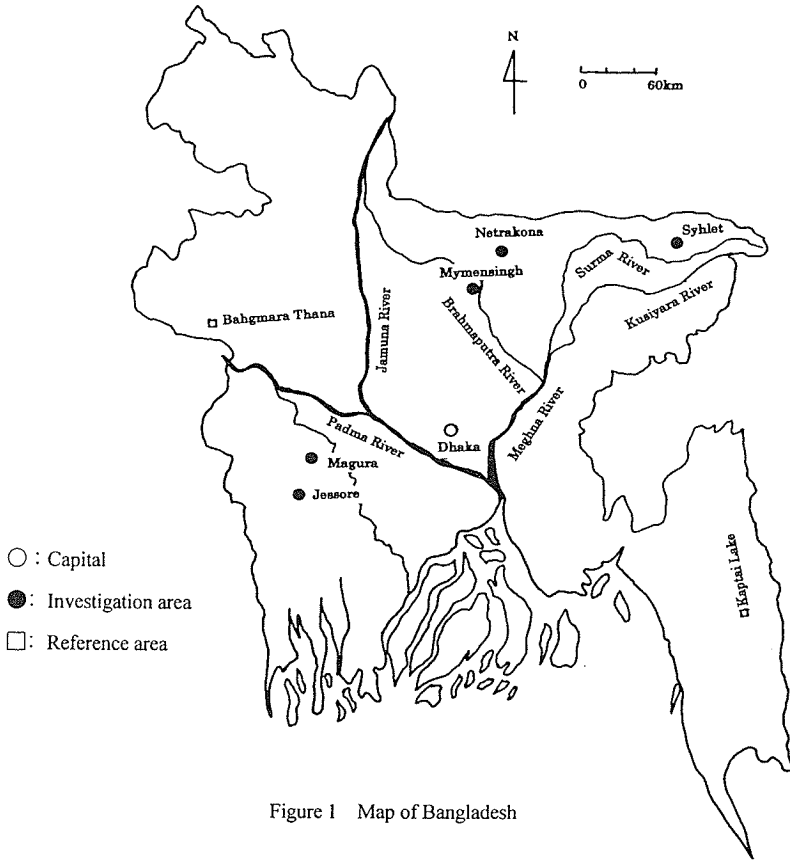 N
0 60km
Netrakona
Syhlet
Mymensingh
Surma River
Kusiyara River
Bahgmara Thana
Jamuna River
Brahmaputra River
Meghna River
Padma River
Dhaka
Magura
Jessore
Kaptai Lake
: Capital
: Investigation area
: Reference area
Figure 1 Map of Bangladesh